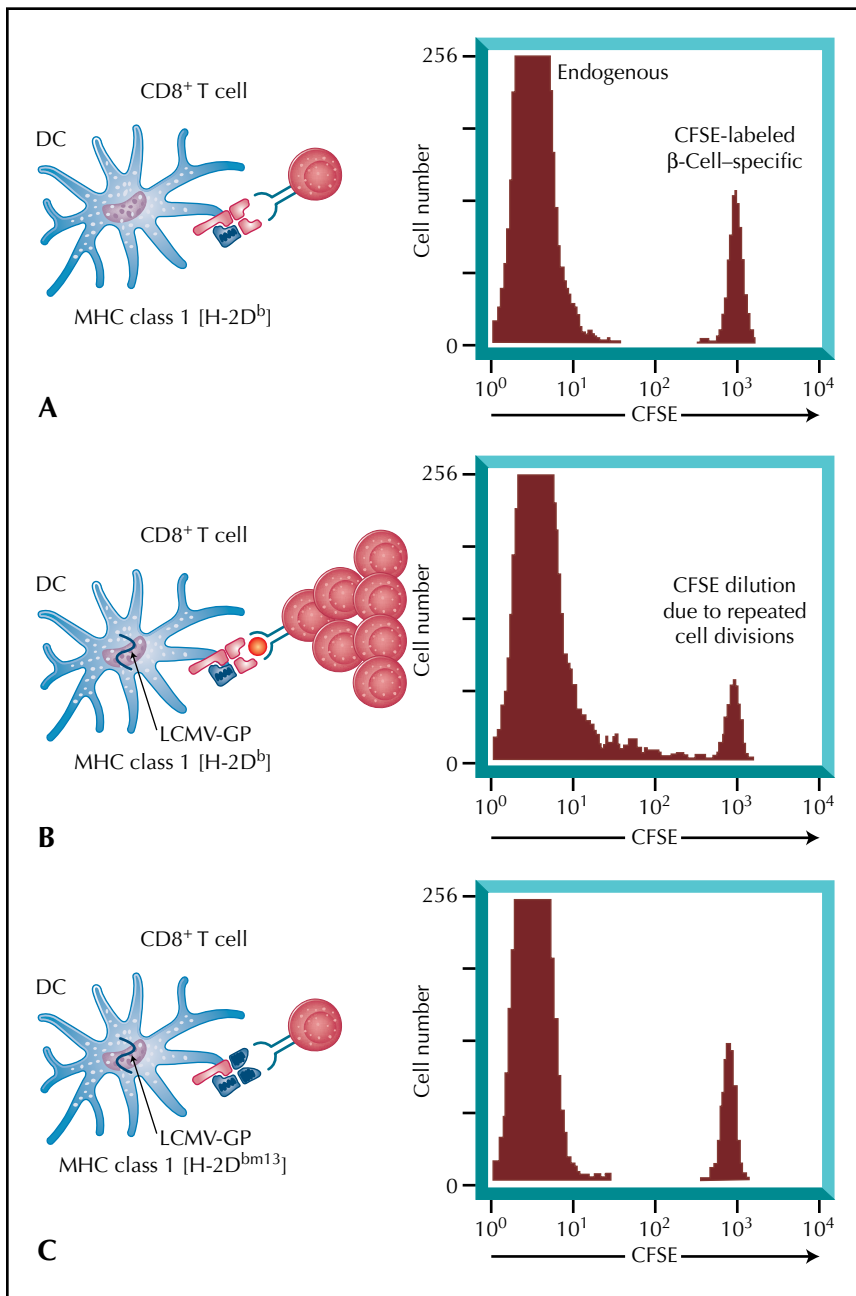 CD8⁺ T cell
DC
MHC class 1 [H-2Dᵇ]
A
256
Endogenous
CFSE-labeled
β-Cell–specific
Cell number
0
10⁰ 10¹ 10² 10³ 10⁴
CFSE
CD8⁺ T cell
DC
LCMV-GP
MHC class 1 [H-2Dᵇ]
B
256
CFSE dilution
due to repeated
cell divisions
Cell number
0
10⁰ 10¹ 10² 10³ 10⁴
CFSE
CD8⁺ T cell
DC
LCMV-GP
MHC class 1 [H-2Dᵇᵐ¹³]
C
256
Cell number
0
10⁰ 10¹ 10² 10³ 10⁴
CFSE